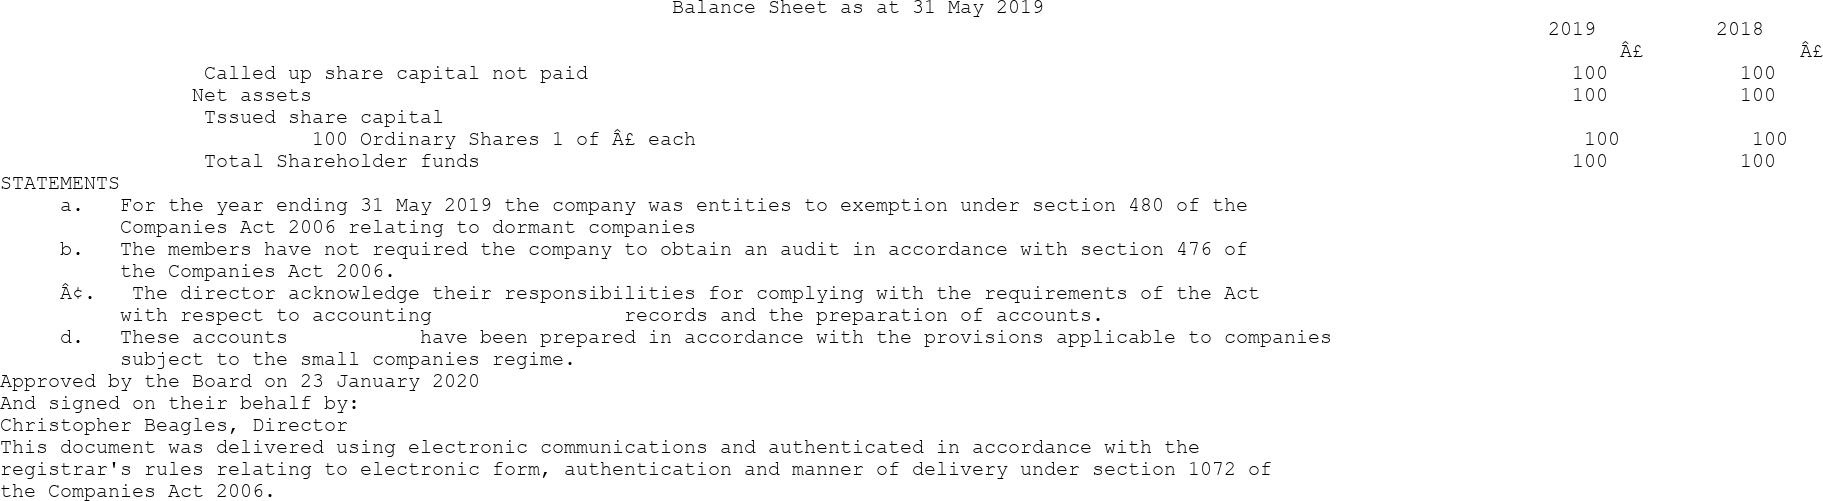 Balance Sheet as at 31 May 2019
2019 2018
Â£ Â£
Called up share capital not paid 100 100
Net assets 100 100
Tssued share capital
100 Ordinary Shares 1 of Â£ each 100 100
Total Shareholder funds 100 100
STATEMENTS
a. For the year ending 31 May 2019 the company was entities to exemption under section 480 of the
Companies Act 2006 relating to dormant companies
b. The members have not required the company to obtain an audit in accordance with section 476 of
the Companies Act 2006.
Â¢. The director acknowledge their responsibilities for complying with the requirements of the Act
with respect to accounting records and the preparation of accounts.
d. These accounts have been prepared in accordance with the provisions applicable to companies
subject to the small companies regime.
Approved by the Board on 23 January 2020
And signed on their behalf by:
Christopher Beagles, Director
This document was delivered using electronic communications and authenticated in accordance with the
registrar's rules relating to electronic form, authentication and manner of delivery under section 1072 of
the Companies Act 2006.